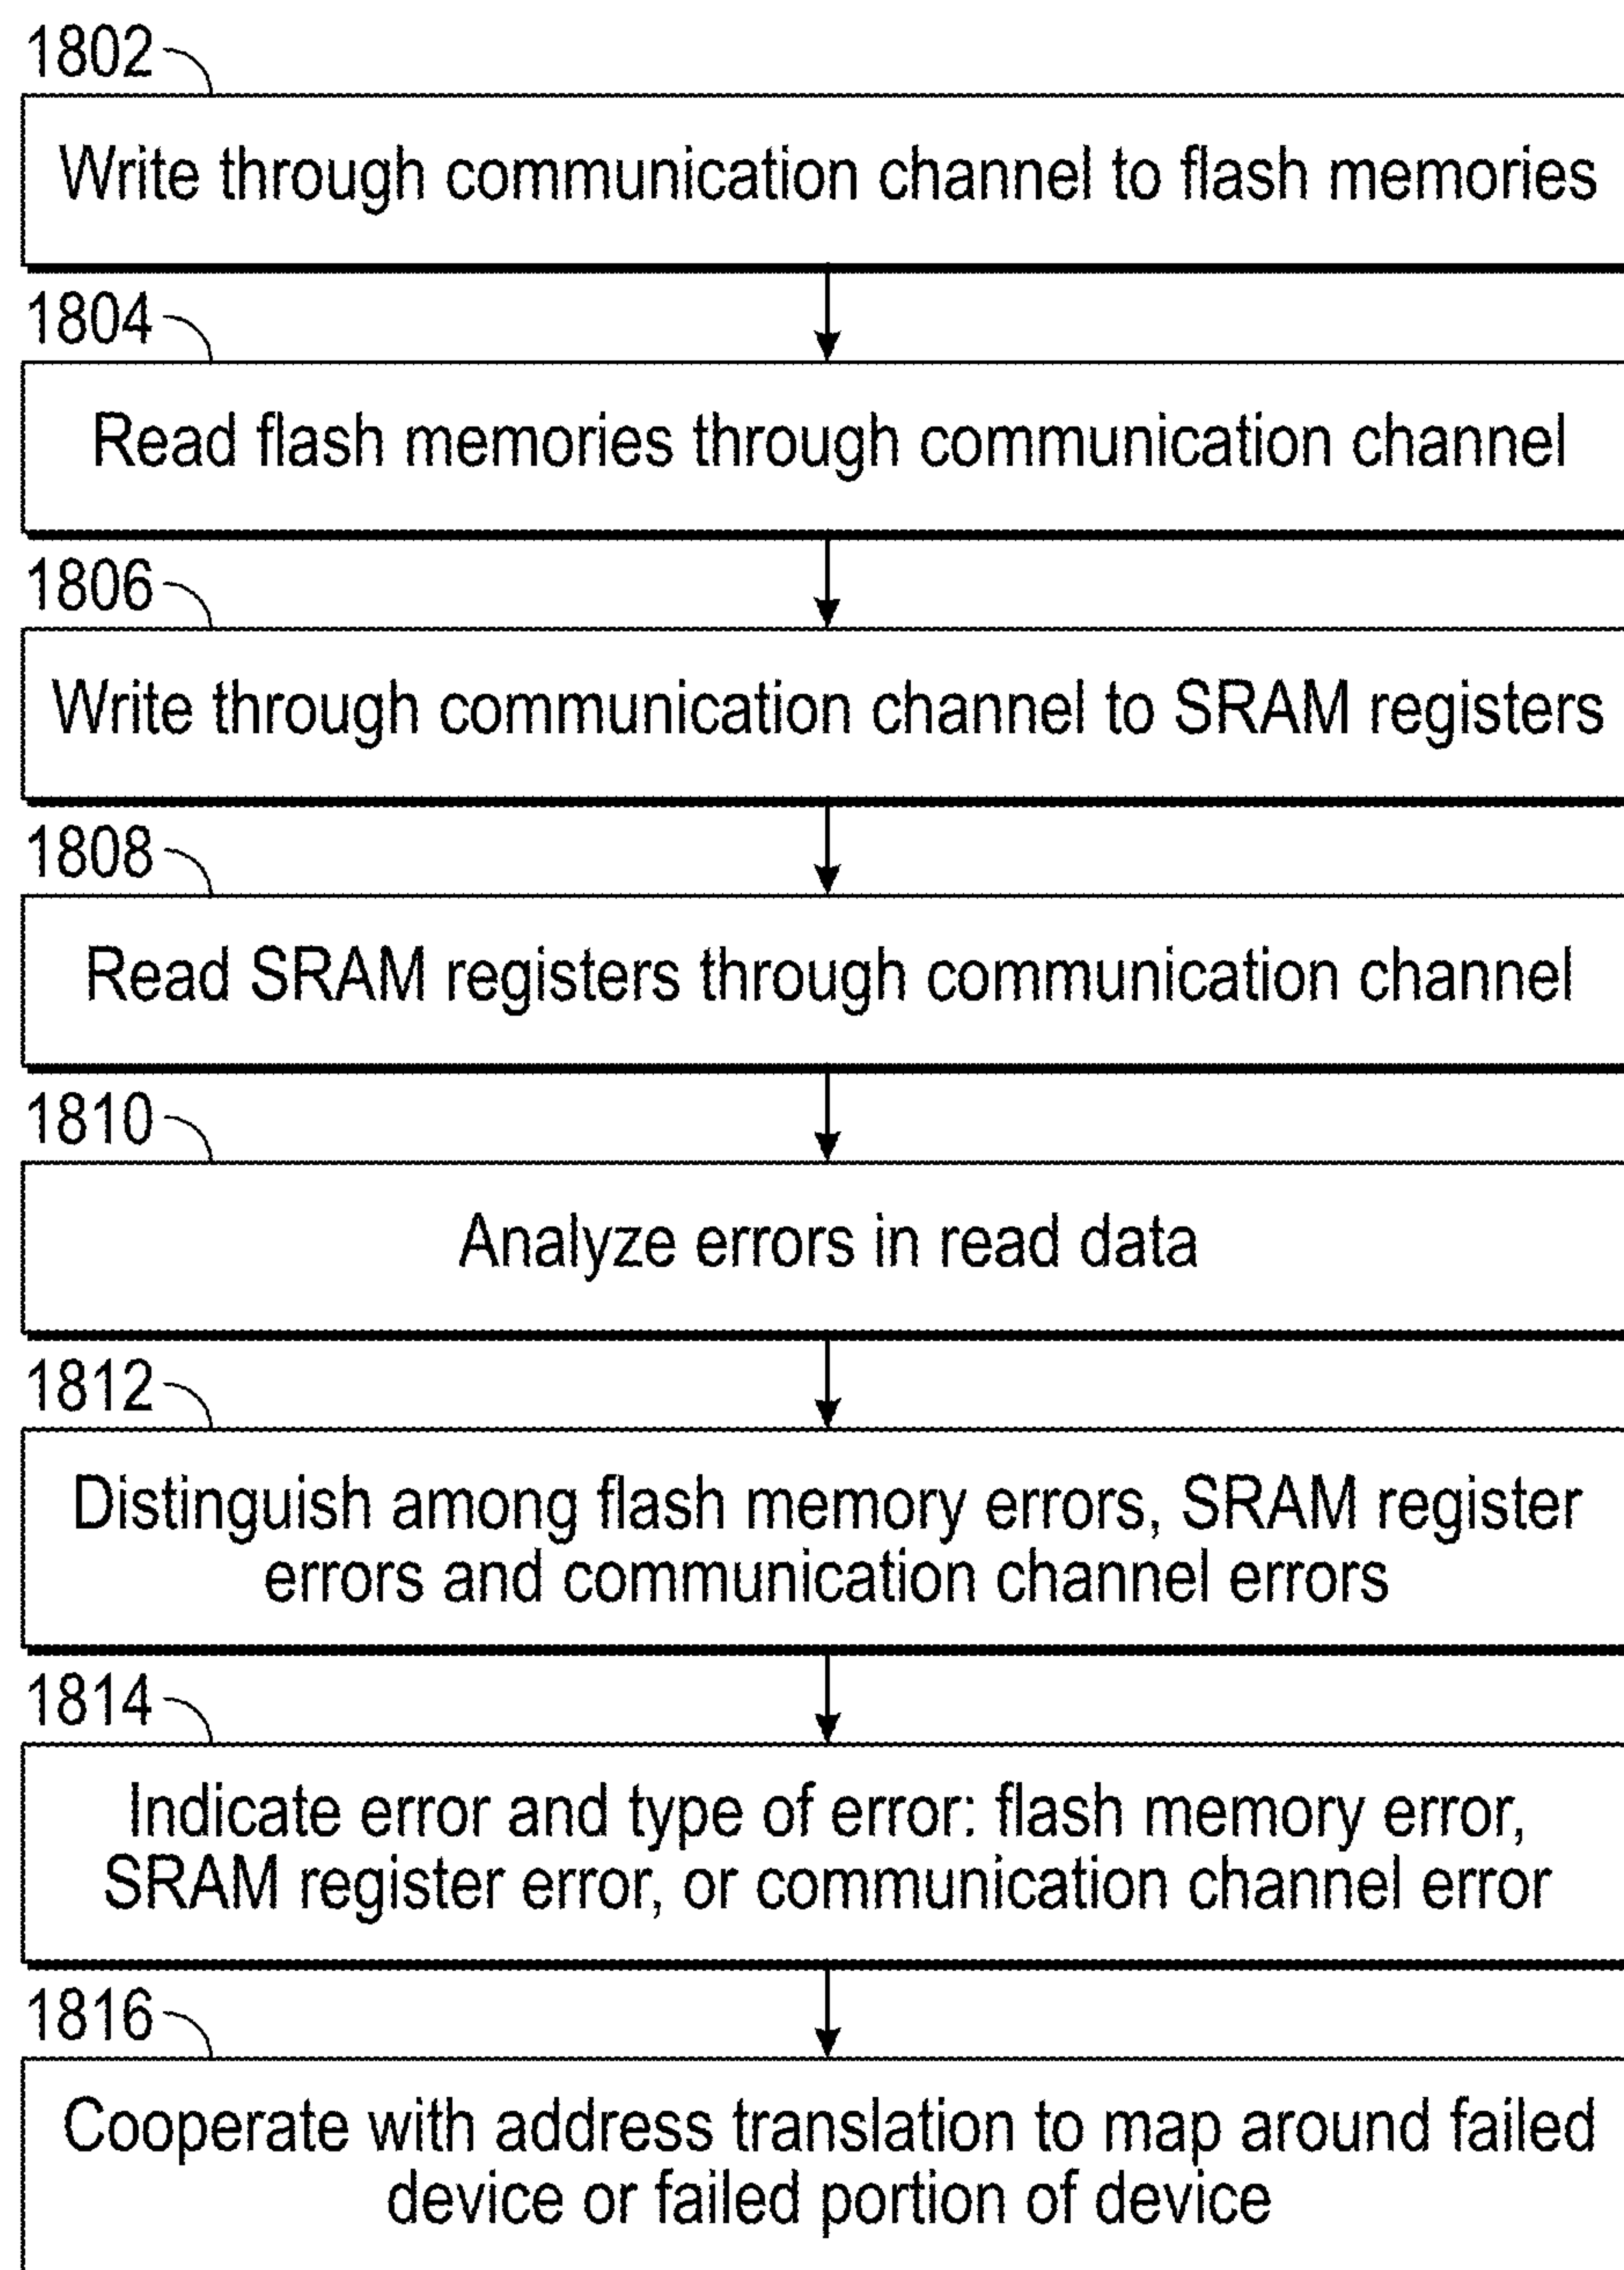 1802
Write through communication channel to flash memories
1804
Read flash memories through communication channel
1806
Write through communication channel to SRAM registers
1808
Read SRAM registers through communication channel
1810
Analyze errors in read data
1812
Distinguish among flash memory errors, SRAM register
errors and communication channel errors
1814
Indicate error and type of error: flash memory error,
SRAM register error, or communication channel error
1816
Cooperate with address translation to map around failed
device or failed portion of device